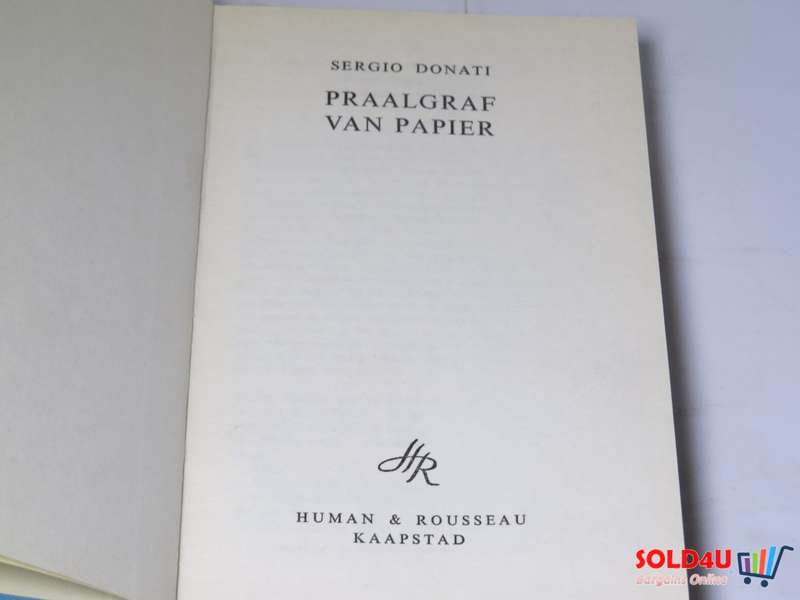 SERGIO DONATI
PRAALGRAF
VAN PAPIER
HR
HUMAN & ROUSSEAU
KAAPSTAD
SOLD4U
Bargains Online